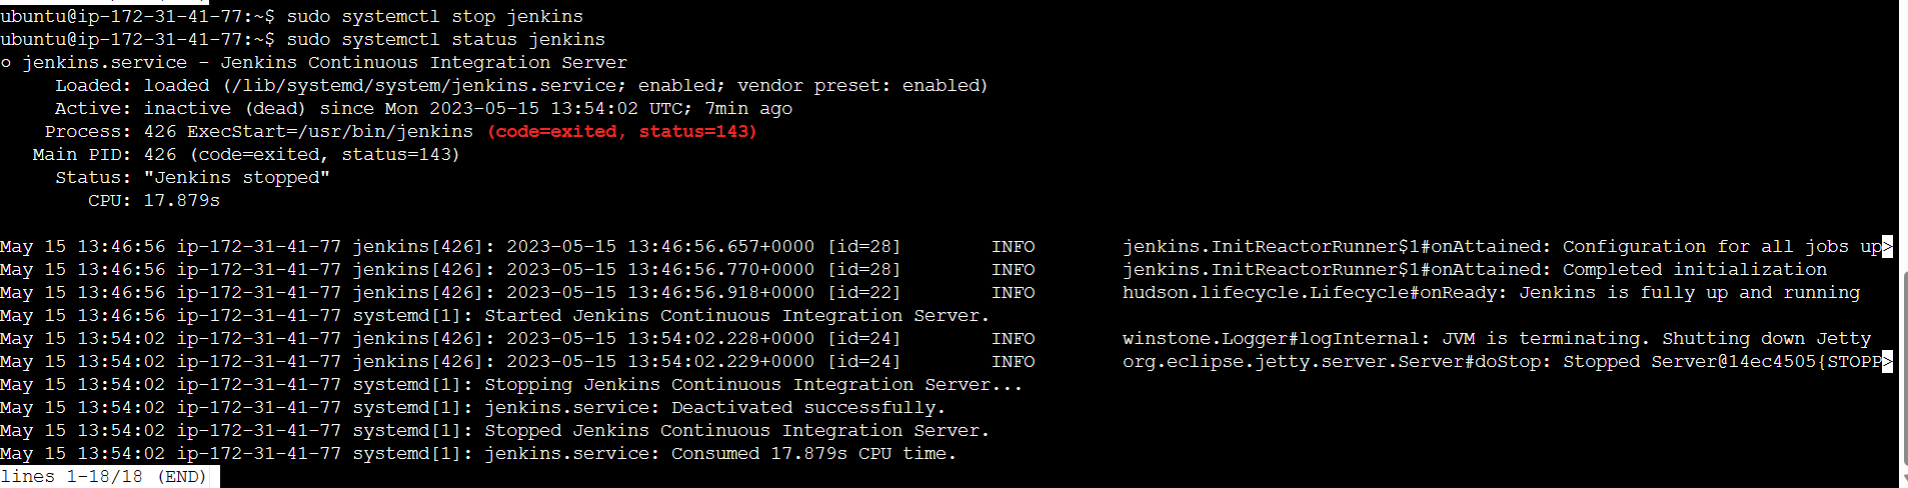 ubuntu@ip-172-31-41-77:~$ sudo systemctl stop jenkins
ubuntu@ip-172-31-41-77:~$ sudo systemctl status jenkins
○ jenkins.service - Jenkins Continuous Integration Server
     Loaded: loaded (/lib/systemd/system/jenkins.service; enabled; vendor preset: enabled)
     Active: inactive (dead) since Mon 2023-05-15 13:54:02 UTC; 7min ago
    Process: 426 ExecStart=/usr/bin/jenkins (code=exited, status=143)
   Main PID: 426 (code=exited, status=143)
     Status: "Jenkins stopped"
        CPU: 17.879s

May 15 13:46:56 ip-172-31-41-77 jenkins[426]: 2023-05-15 13:46:56.657+0000 [id=28]        INFO        jenkins.InitReactorRunner$1#onAttained: Configuration for all jobs up>
May 15 13:46:56 ip-172-31-41-77 jenkins[426]: 2023-05-15 13:46:56.770+0000 [id=28]        INFO        jenkins.InitReactorRunner$1#onAttained: Completed initialization
May 15 13:46:56 ip-172-31-41-77 jenkins[426]: 2023-05-15 13:46:56.918+0000 [id=22]        INFO        hudson.lifecycle.Lifecycle#onReady: Jenkins is fully up and running
May 15 13:46:56 ip-172-31-41-77 systemd[1]: Started Jenkins Continuous Integration Server.
May 15 13:54:02 ip-172-31-41-77 jenkins[426]: 2023-05-15 13:54:02.228+0000 [id=24]        INFO        winstone.Logger#logInternal: JVM is terminating. Shutting down Jetty
May 15 13:54:02 ip-172-31-41-77 jenkins[426]: 2023-05-15 13:54:02.229+0000 [id=24]        INFO        org.eclipse.jetty.server.Server#doStop: Stopped Server@14ec4505{STOPP>
May 15 13:54:02 ip-172-31-41-77 systemd[1]: Stopping Jenkins Continuous Integration Server...
May 15 13:54:02 ip-172-31-41-77 systemd[1]: jenkins.service: Deactivated successfully.
May 15 13:54:02 ip-172-31-41-77 systemd[1]: Stopped Jenkins Continuous Integration Server.
May 15 13:54:02 ip-172-31-41-77 systemd[1]: jenkins.service: Consumed 17.879s CPU time.
lines 1-18/18 (END)